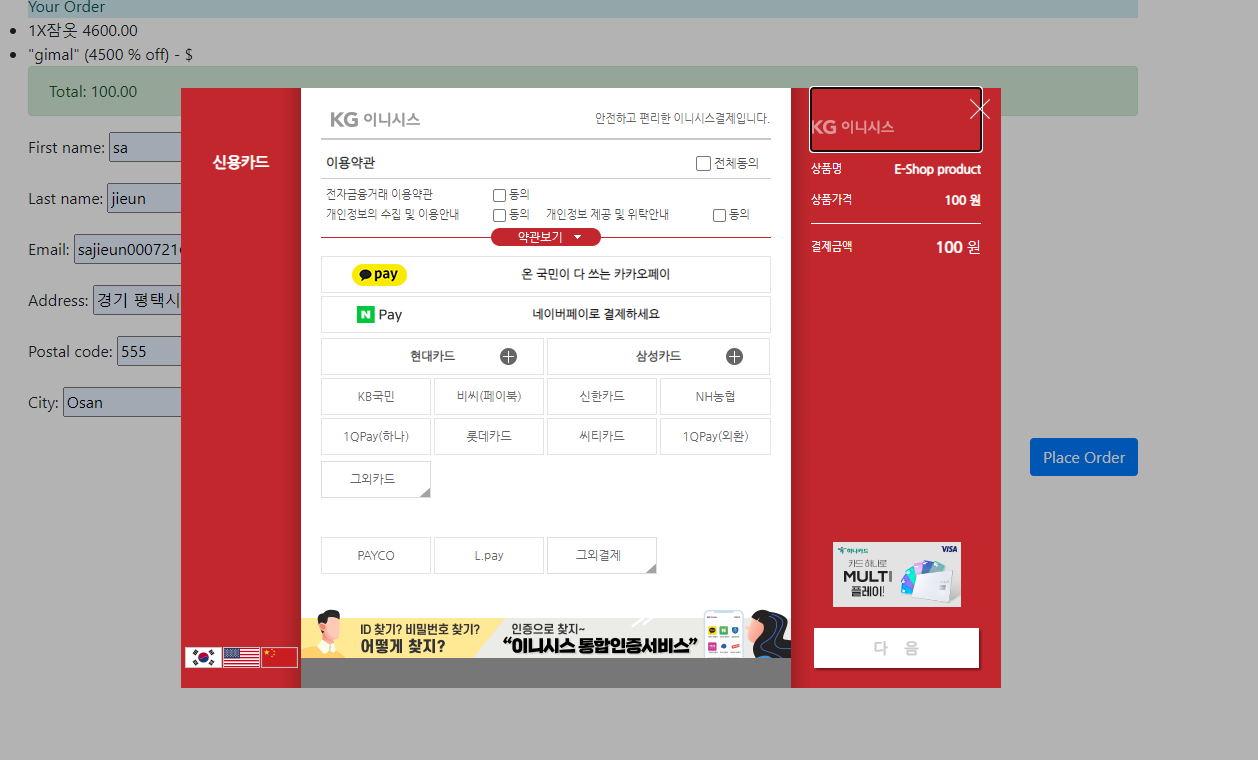 Your Order
1X잠옷 4600.00
"gimal" (4500 % off) - $
Total: 100.00
First name: sa
Last name: jieun
Email: sajieun000721
Address: 경기 평택시
Postal code: 555
City: Osan
Place Order
신용카드
KG 이니시스
안전하고 편리한 이니시스결제입니다.
이용약관
전체동의
전자금융거래 이용약관 동의
개인정보의 수집 및 이용안내 동의 개인정보 제공 및 위탁안내 동의
약관보기
pay 온 국민이 다 쓰는 카카오페이
N Pay 네이버페이로 결제하세요
현대카드 삼성카드
KB국민 비씨(페이북) 신한카드 NH농협
1QPay(하나) 롯데카드 씨티카드 1QPay(외환)
그외카드
PAYCO L.pay 그외결제
ID 찾기? 비밀번호 찾기?
어떻게 찾지?
인증으로 찾지~
“이니시스 통합인증서비스”
KG 이니시스
상품명 E-Shop product
상품가격 100 원
결제금액 100 원
하나카드 VISA
카드 하나로
MULTI
플레이!
다 음